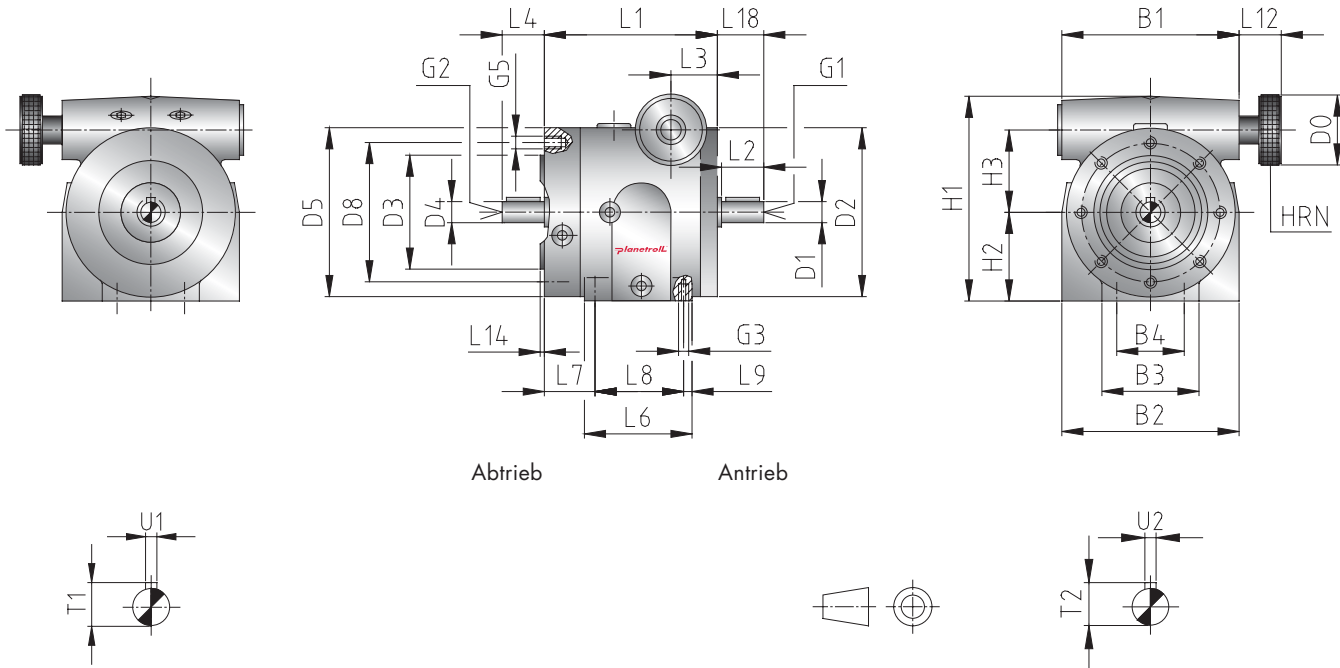 L4
L1
L18
B1
L12
G2
G5
L3
G1
L2
D5
D8
D3
D4
D1
D2
H1
H3
H2
D0
HRN
planetroll
L14
G3
L7
L8
L9
L6
B4
B3
B2
Abtrieb
Antrieb
U1
T1
U2
T2